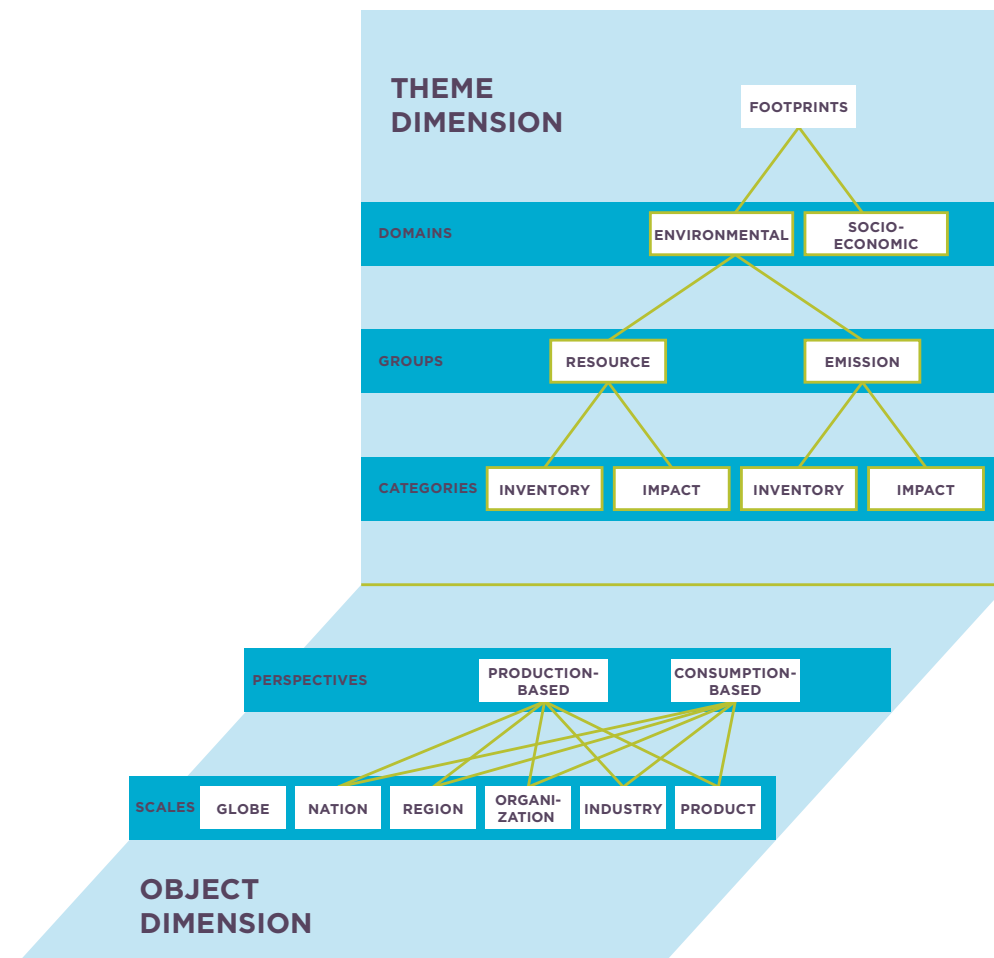 THEME
DIMENSION
FOOTPRINTS
DOMAINS
ENVIRONMENTAL
SOCIO-
ECONOMIC
GROUPS
RESOURCE
EMISSION
CATEGORIES
INVENTORY
IMPACT
INVENTORY
IMPACT
PERSPECTIVES
PRODUCTION-
BASED
CONSUMPTION-
BASED
SCALES
GLOBE
NATION
REGION
ORGANI-
ZATION
INDUSTRY
PRODUCT
OBJECT
DIMENSION